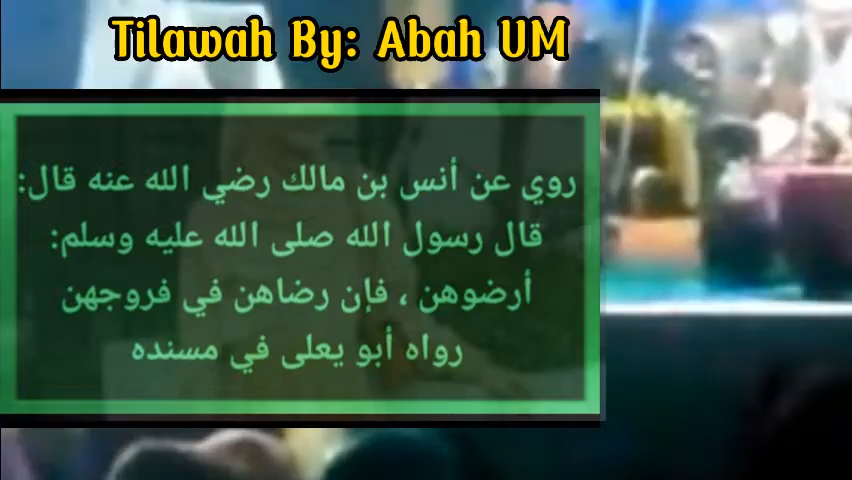 Tilawah By: Abah UM
روي عن أنس بن مالك رضي الله عنه قال:
قال رسول الله صلى الله عليه وسلم:
أرضوهن ، فإن رضاهن في فروجهن
رواه أبو يعلى في مسنده